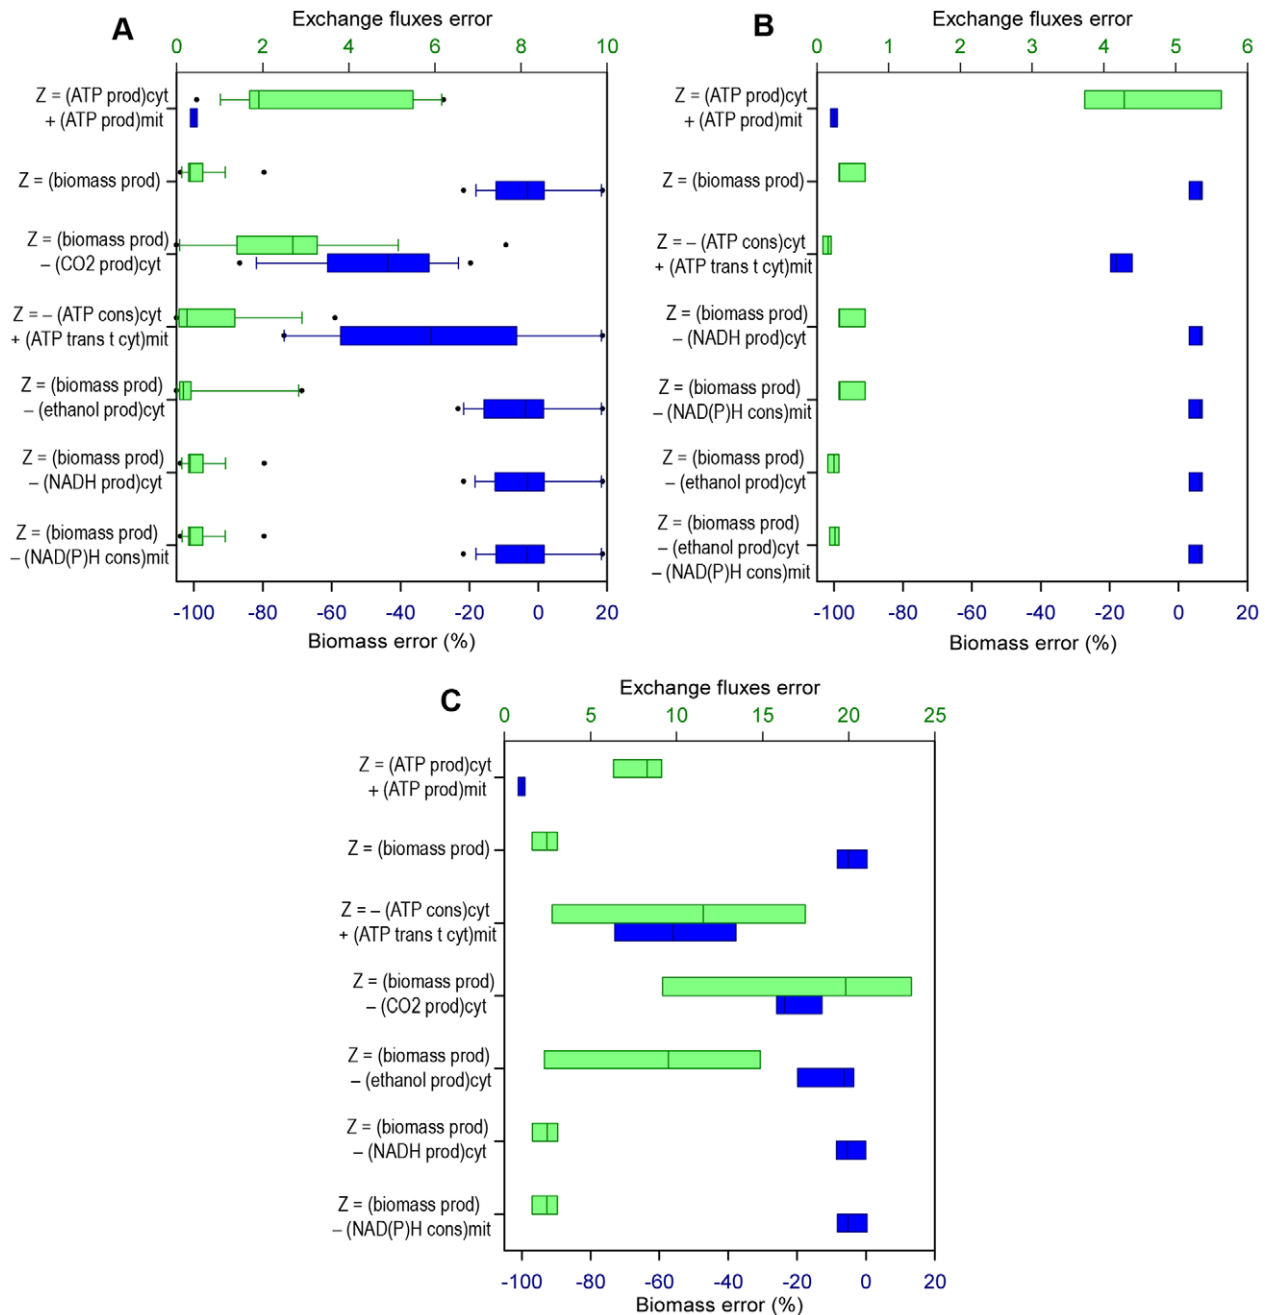 A
Exchange fluxes error
0 2 4 6 8 10
Z = (ATP prod)cyt
+ (ATP prod)mit
Z = (biomass prod)
Z = (biomass prod)
– (CO2 prod)cyt
Z = – (ATP cons)cyt
+ (ATP trans t cyt)mit
Z = (biomass prod)
– (ethanol prod)cyt
Z = (biomass prod)
– (NADH prod)cyt
Z = (biomass prod)
– (NAD(P)H cons)mit
-100 -80 -60 -40 -20 0 20
Biomass error (%)
B
Exchange fluxes error
0 1 2 3 4 5 6
Z = (ATP prod)cyt
+ (ATP prod)mit
Z = (biomass prod)
Z = – (ATP cons)cyt
+ (ATP trans t cyt)mit
Z = (biomass prod)
– (NADH prod)cyt
Z = (biomass prod)
– (NAD(P)H cons)mit
Z = (biomass prod)
– (ethanol prod)cyt
Z = (biomass prod)
– (ethanol prod)cyt
– (NAD(P)H cons)mit
-100 -80 -60 -40 -20 0 20
Biomass error (%)
C
Exchange fluxes error
0 5 10 15 20 25
Z = (ATP prod)cyt
+ (ATP prod)mit
Z = (biomass prod)
Z = – (ATP cons)cyt
+ (ATP trans t cyt)mit
Z = (biomass prod)
– (CO2 prod)cyt
Z = (biomass prod)
– (ethanol prod)cyt
Z = (biomass prod)
– (NADH prod)cyt
Z = (biomass prod)
– (NAD(P)H cons)mit
-100 -80 -60 -40 -20 0 20
Biomass error (%)